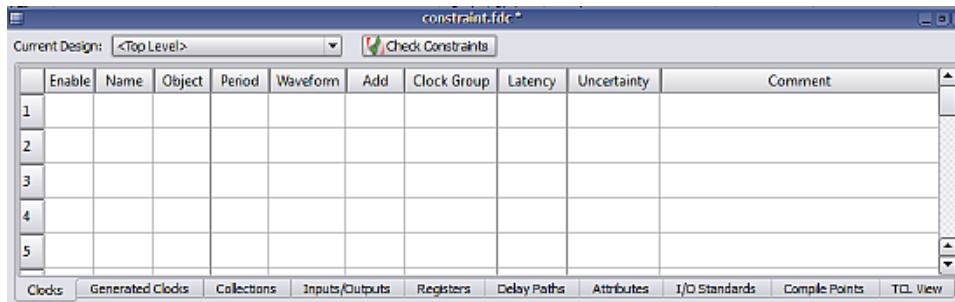 constraint.fdc *
Current Design: <Top Level> Check Constraints
Enable Name Object Period Waveform Add Clock Group Latency Uncertainty Comment
1
2
3
4
5
Clocks Generated Clocks Collections Inputs/Outputs Registers Delay Paths Attributes I/O Standards Compile Points TCL View